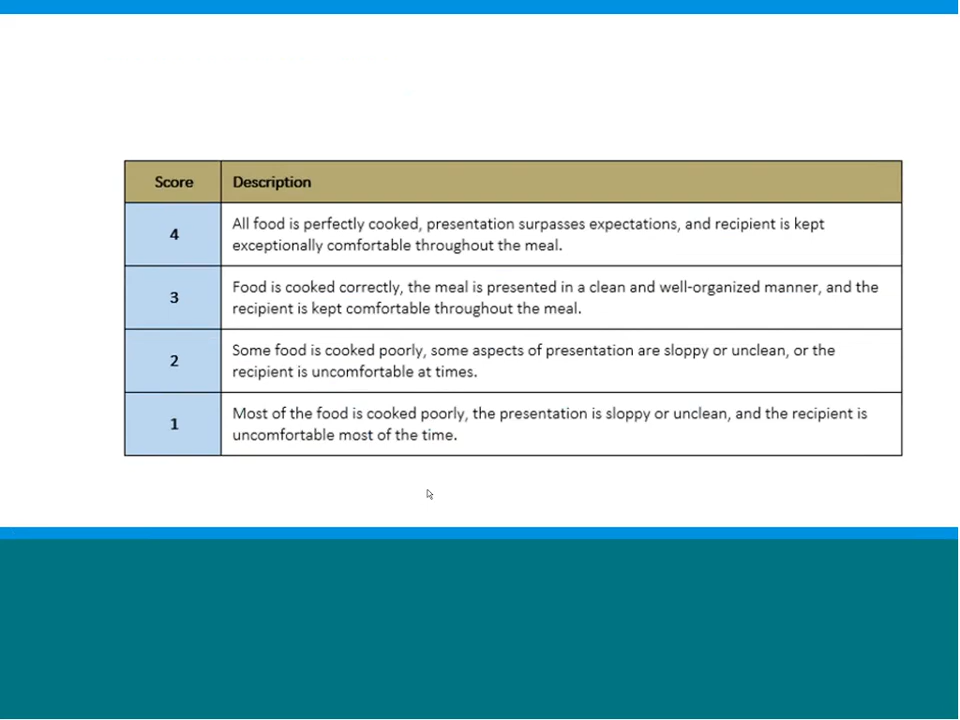 Score Description
4
All food is perfectly cooked, presentation surpasses expectations, and recipient is kept
exceptionally comfortable throughout the meal.
3
Food is cooked correctly, the meal is presented in a clean and well-organized manner, and the
recipient is kept comfortable throughout the meal.
2
Some food is cooked poorly, some aspects of presentation are sloppy or unclean, or the
recipient is uncomfortable at times.
1
Most of the food is cooked poorly, the presentation is sloppy or unclean, and the recipient is
uncomfortable most of the time.